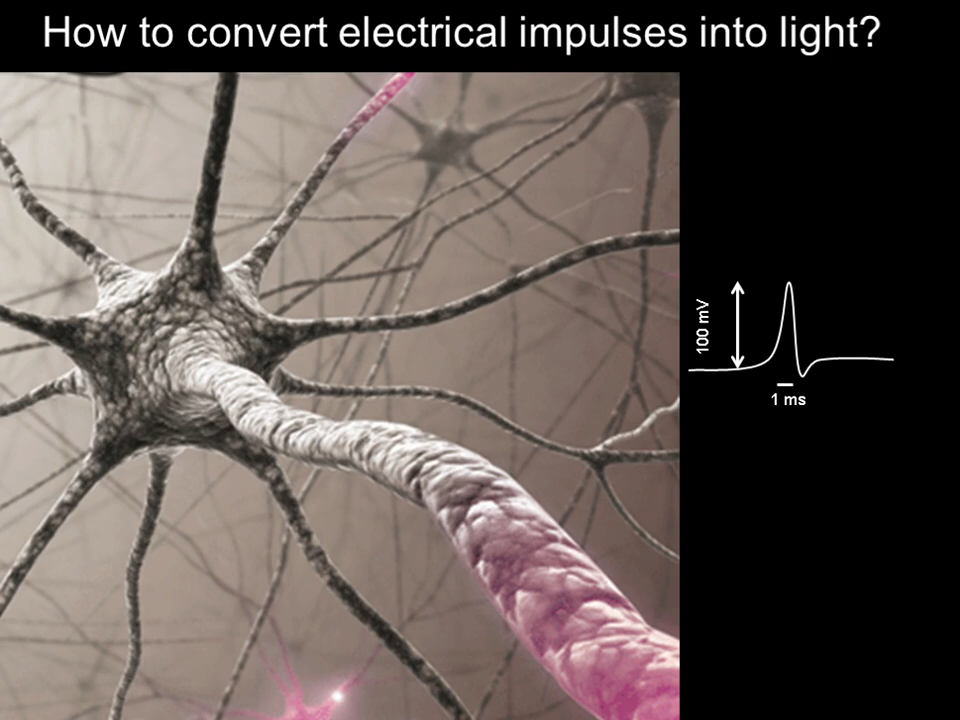 How to convert electrical impulses into light?
100 mV
1 ms